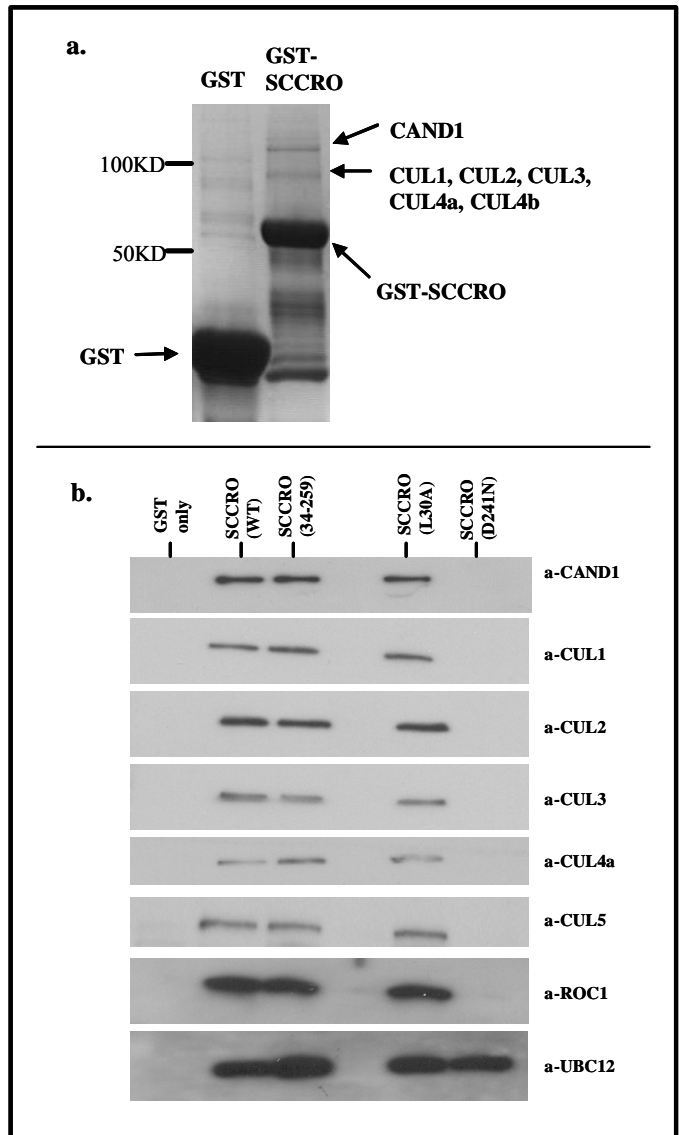 a.
GST
GST-
SCCRO
CAND1
100KD
CUL1, CUL2, CUL3,
CUL4a, CUL4b
50KD
GST-SCCRO
GST
b.
GST
only
SCCRO
(WT)
SCCRO
(34-259)
SCCRO
(L30A)
SCCRO
(D241N)
a-CAND1
a-CUL1
a-CUL2
a-CUL3
a-CUL4a
a-CUL5
a-ROC1
a-UBC12